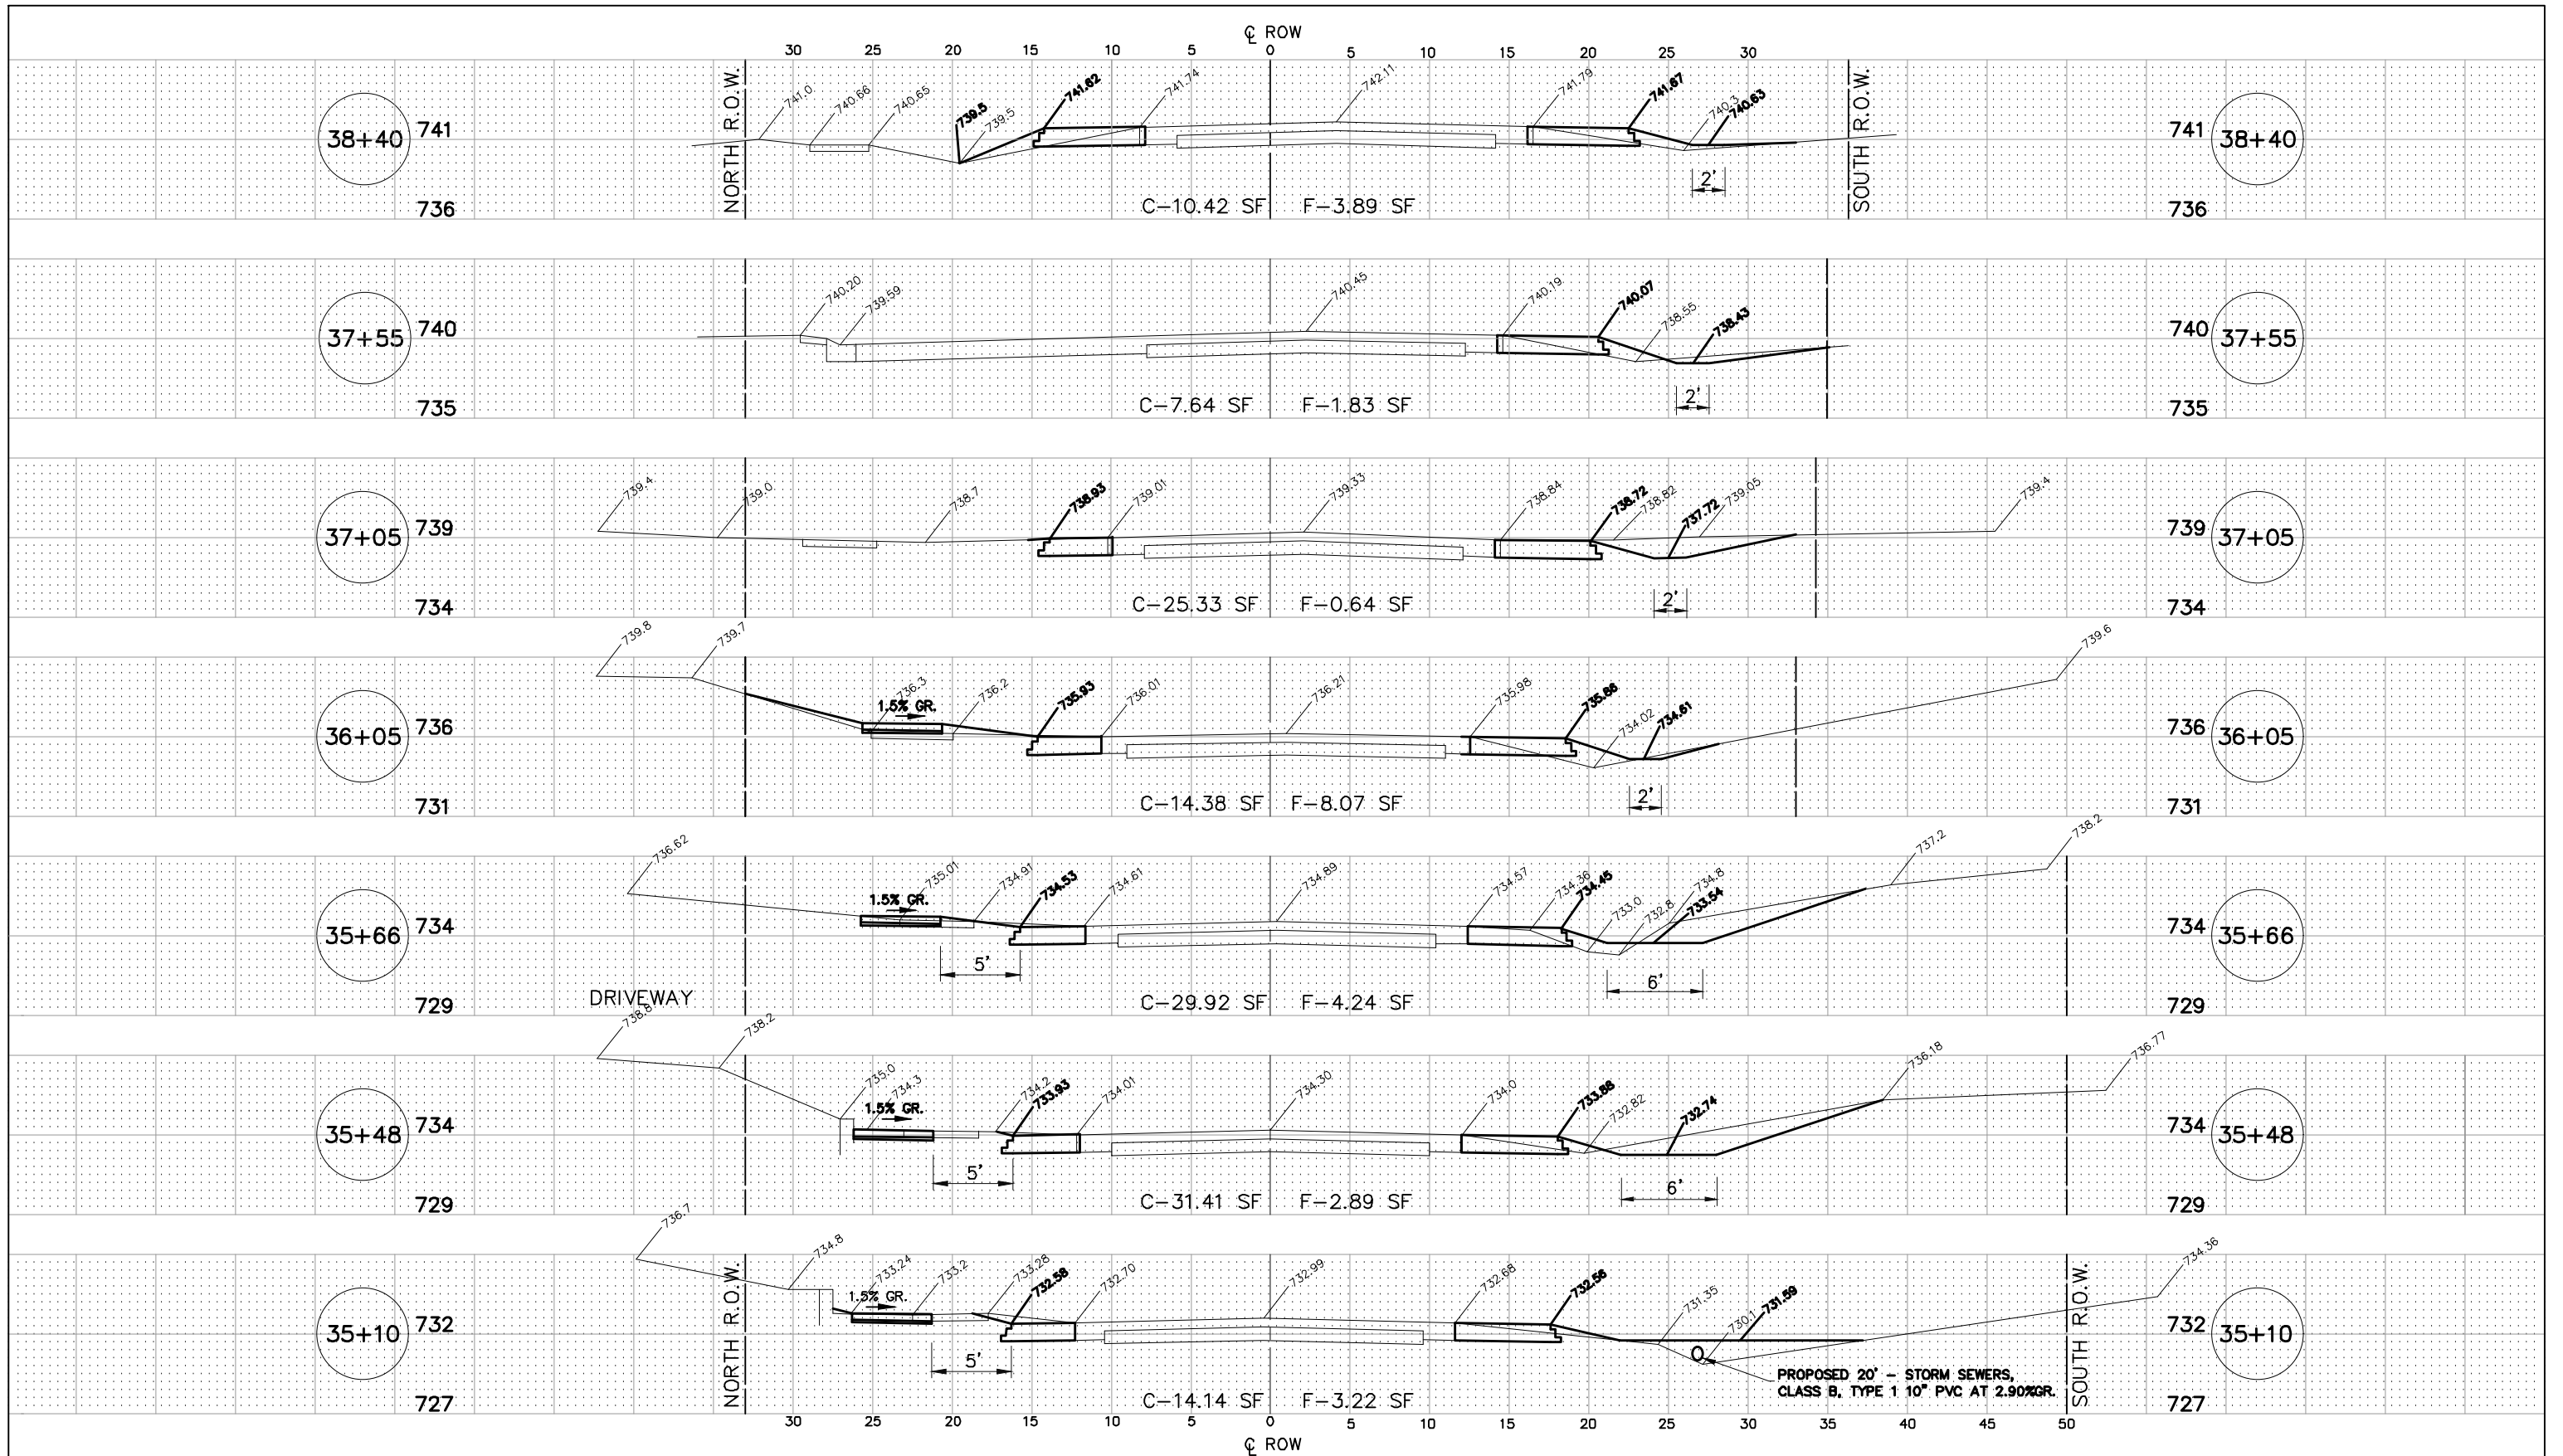 ℄ ROW
30 25 20 15 10 5 0 5 10 15 20 25 30
NORTH R.O.W.
SOUTH R.O.W.
741.0 740.66 740.65 739.5 739.5 741.62 741.74 742.11 741.79 741.67 740.3 740.63
38+40 741 741 38+40
2'
736 C-10.42 SF F-3.89 SF 736
740.20 739.59 740.45 740.19 740.07 738.55 738.43
37+55 740 740 37+55
2'
735 C-7.64 SF F-1.83 SF 735
739.4 739.0 738.7 738.93 739.01 739.33 738.84 738.72 738.82 737.72 739.05 739.4
37+05 739 739 37+05
2'
734 C-25.33 SF F-0.64 SF 734
739.8 739.7 736.3 736.2 735.93 736.01 736.21 735.98 735.88 734.02 734.61 739.6
1.5% GR.
36+05 736 736 36+05
2'
731 C-14.38 SF F-8.07 SF 731
736.62 735.01 734.91 734.53 734.61 734.89 734.57 734.36 734.45 733.0 732.8 734.8 733.54 737.2 738.2
1.5% GR.
35+66 734 734 35+66
5' 6'
DRIVEWAY
729 C-29.92 SF F-4.24 SF 729
738.8 738.2 735.0 734.3 734.2 733.93 734.01 734.30 734.0 733.88 732.82 732.74 736.18 736.77
1.5% GR.
35+48 734 734 35+48
5' 6'
729 C-31.41 SF F-2.89 SF 729
736.7 734.8 733.24 733.2 733.28 732.58 732.70 732.99 732.68 732.56 731.35 730.1 731.59 734.36
NORTH R.O.W.
SOUTH R.O.W.
1.5% GR.
35+10 732 732 35+10
5'
PROPOSED 20' - STORM SEWERS,
CLASS B, TYPE 1 10" PVC AT 2.90%GR.
727 C-14.14 SF F-3.22 SF 727
30 25 20 15 10 5 0 5 10 15 20 25 30 35 40 45 50
℄ ROW